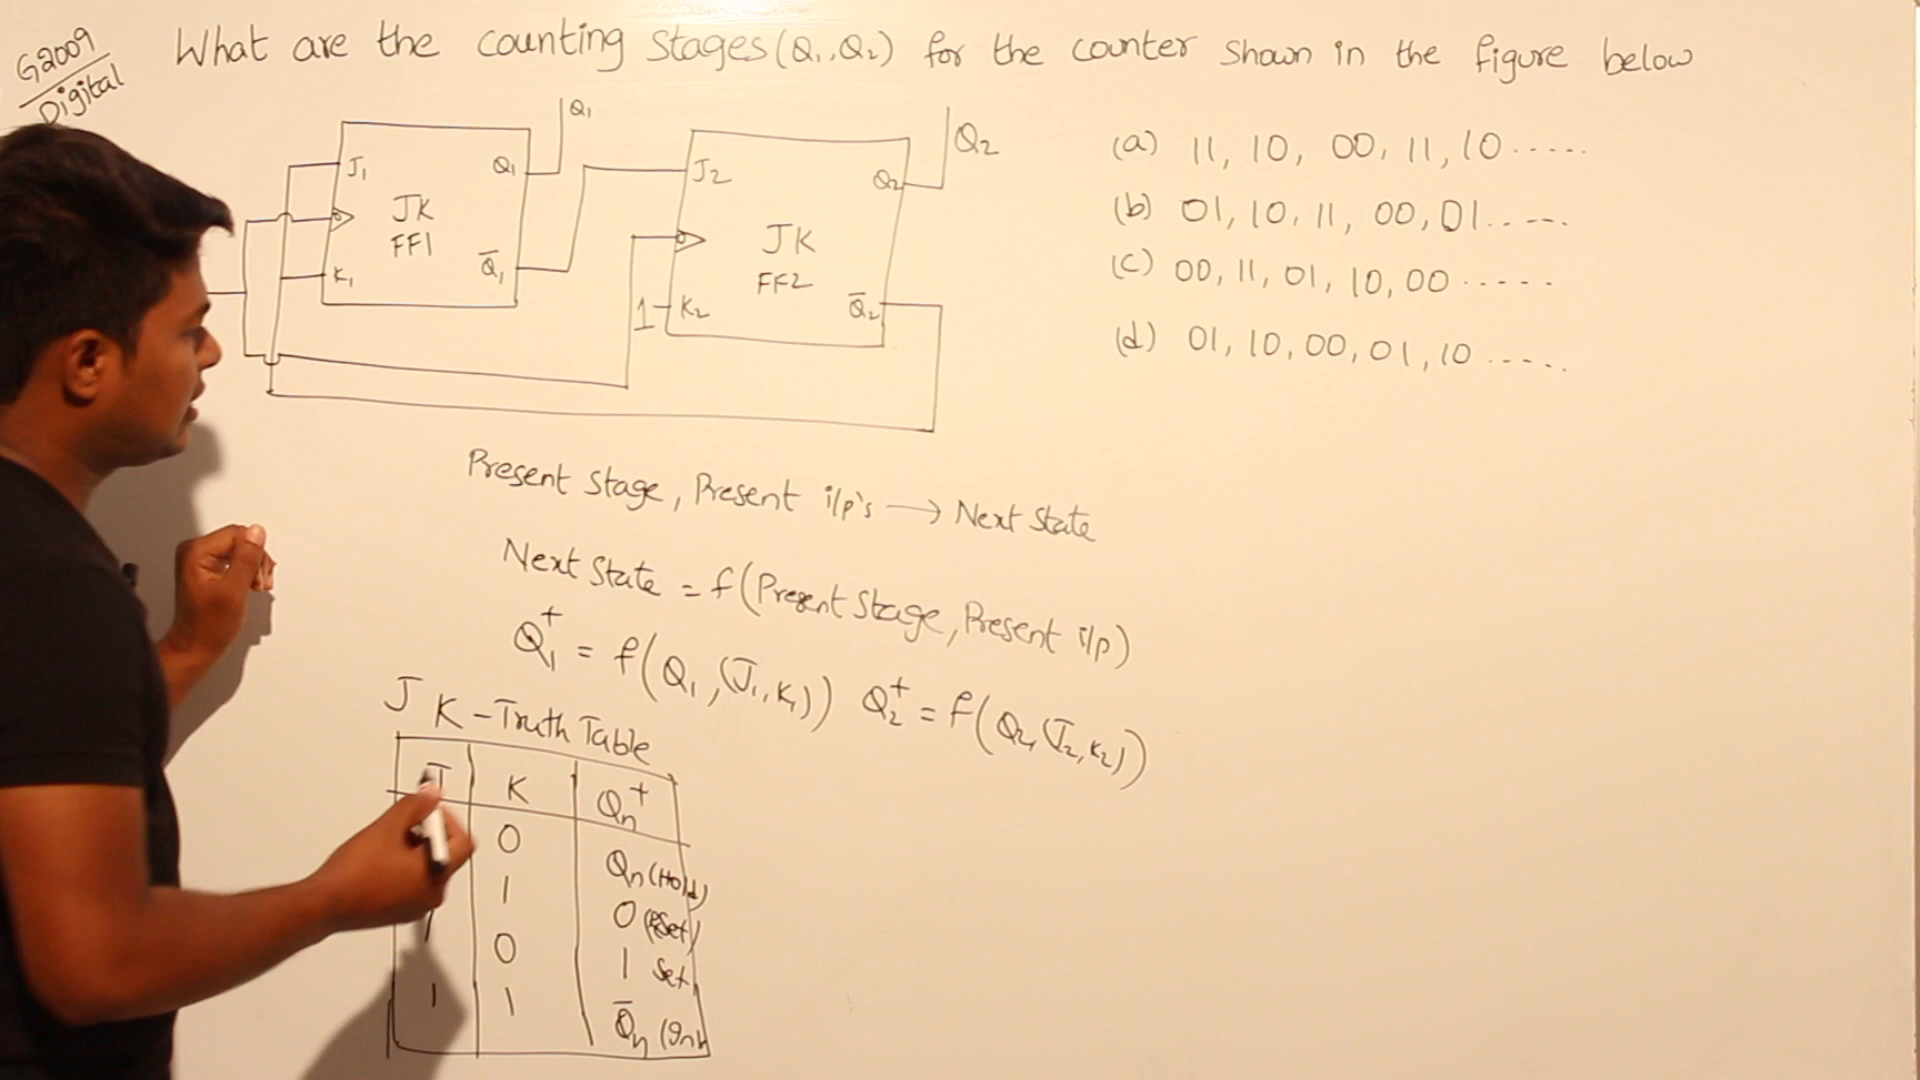 G2009
Digital
What are the counting stages (Q₁, Q₂) for the counter shown in the figure below
Q₁
J₁
Q₁
JK
FF1
K₁
Q̅₁
J₂
Q₂
Q₂
JK
FF2
1
K₂
Q̅₂
(a) 11, 10, 00, 11, 10 .....
(b) 01, 10, 11, 00, 01 .....
(c) 00, 11, 01, 10, 00 .....
(d) 01, 10, 00, 01, 10 .....
Present stage, Present i/p's → Next State
Next State = f(Present Stage, Present i/p)
Q₁⁺ = f(Q₁, (J₁, K₁)) Q₂⁺ = f(Q₂, (J₂, K₂))
JK - Truth Table
J K Qn⁺
0 Qn (Hold)
1 0 (Reset)
1 0 1 Set
1 1 Q̅n